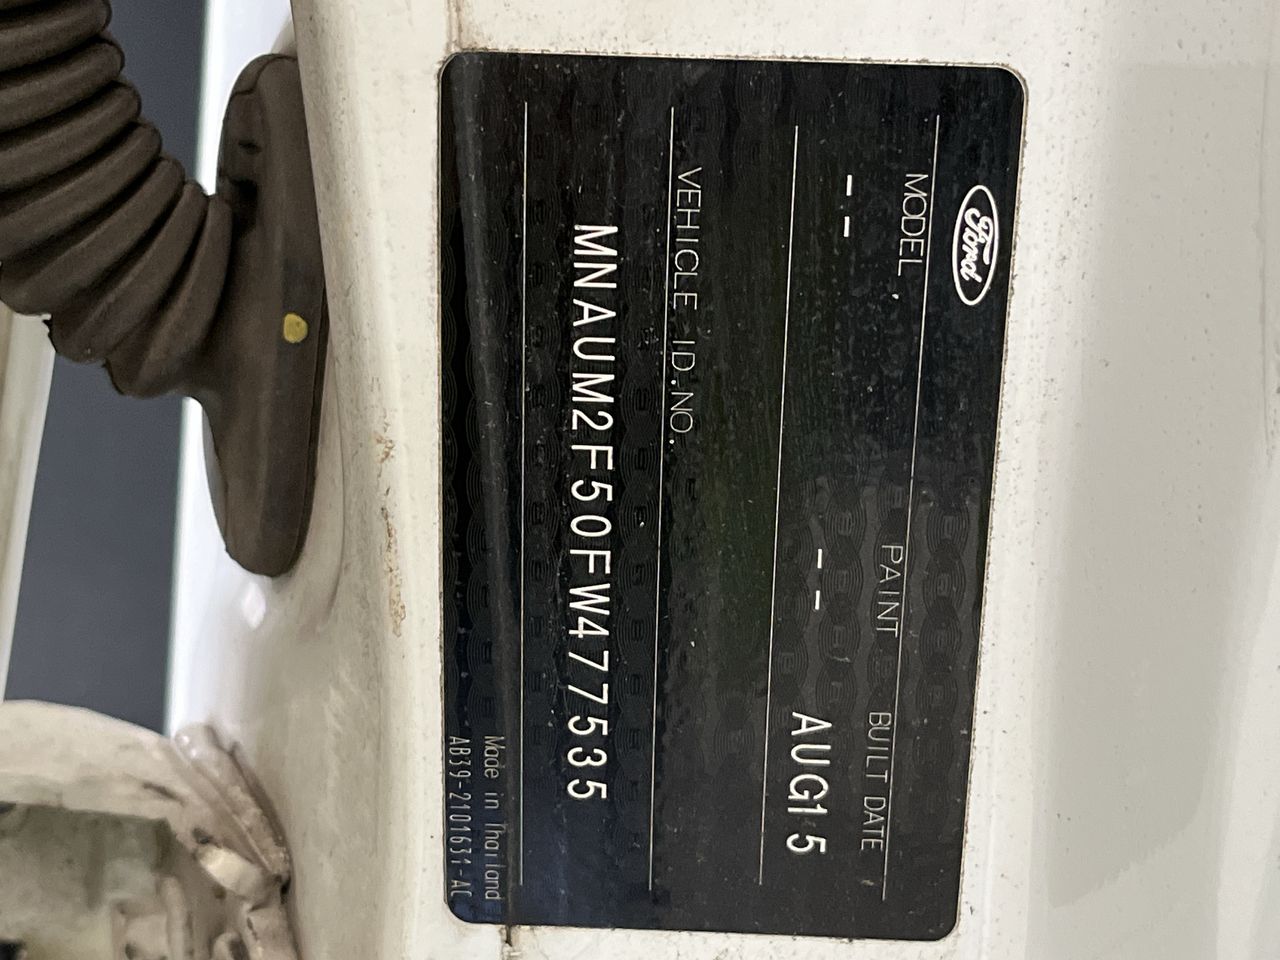 Ford
MODEL PAINT BUILT DATE
-- -- AUG15
VEHICLE ID.NO.
MNAUM2F50FW477535
Made in Thailand
AB39-2101631-AC